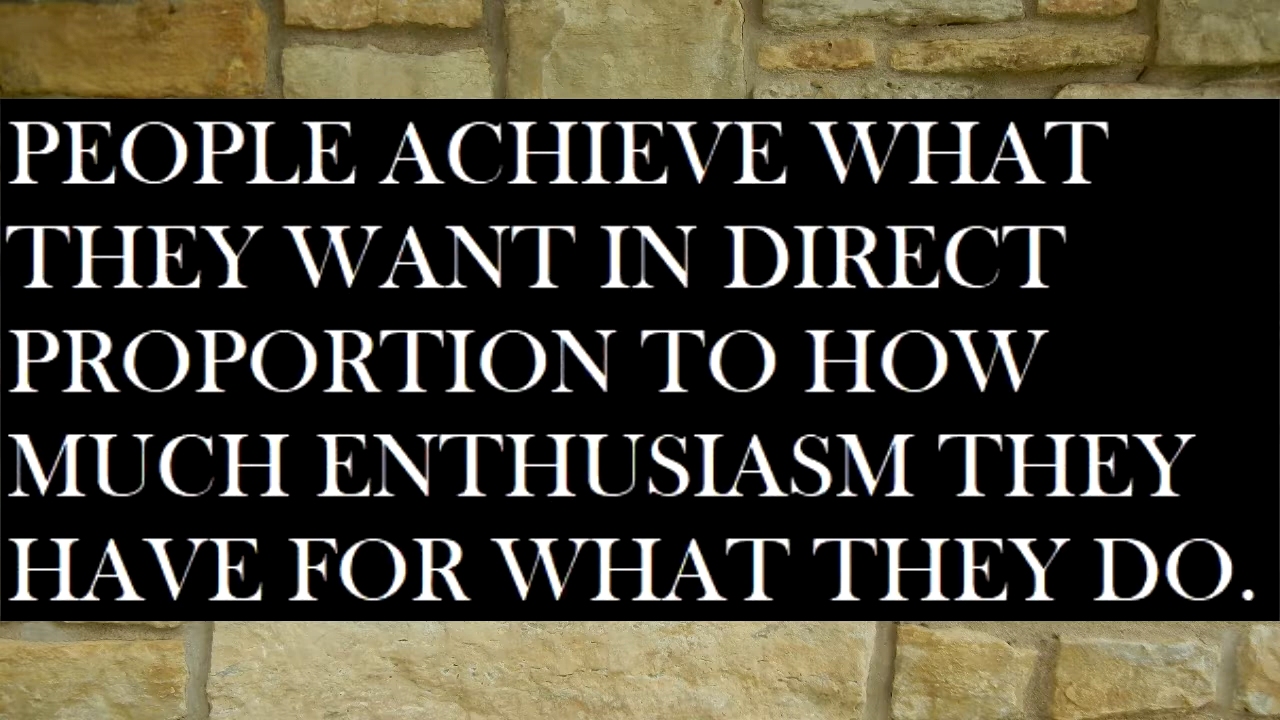 PEOPLE ACHIEVE WHAT
THEY WANT IN DIRECT
PROPORTION TO HOW
MUCH ENTHUSIASM THEY
HAVE FOR WHAT THEY DO.